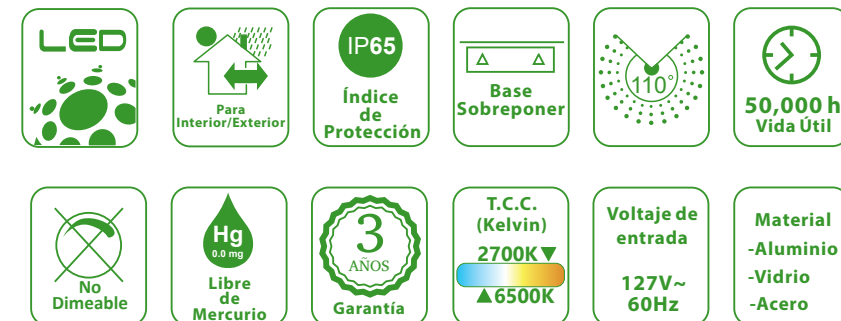 LED
Para
Interior/Exterior
IP65
Índice
de
Protección
Base
Sobreponer
110°
50,000 h
Vida Útil
No
Dimeable
Hg
0.0 mg
Libre
de
Mercurio
3
AÑOS
Garantía
T.C.C.
(Kelvin)
2700K▼
▲6500K
Voltaje de
entrada
127V~
60Hz
Material
-Aluminio
-Vidrio
-Acero